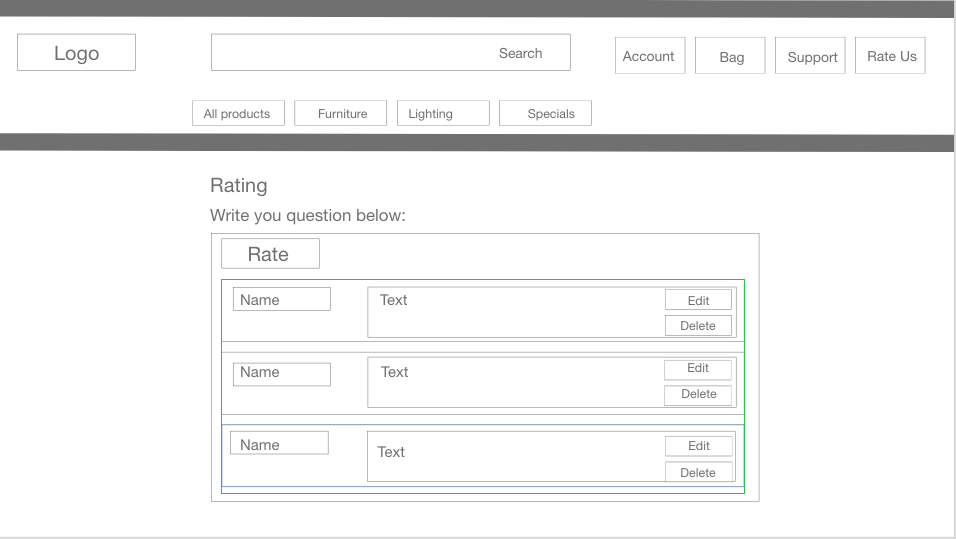 Logo
Search
Account
Bag
Support
Rate Us
All products
Furniture
Lighting
Specials
Rating
Write you question below:
Rate
Name
Text
Edit
Delete
Name
Text
Edit
Delete
Name
Text
Edit
Delete